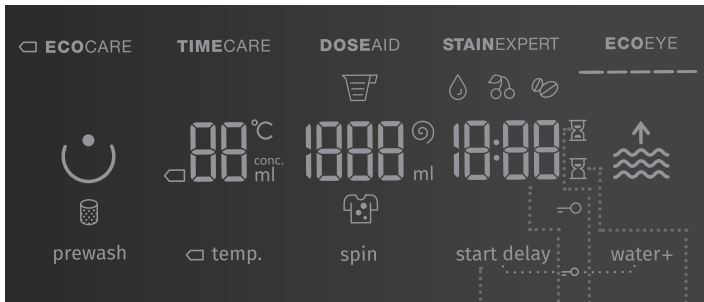 ECOCARE TIMECARE DOSEAID STAINEXPERT ECOEYE
88 °C 1888 18:88
conc.
ml ml
prewash temp. spin start delay water+